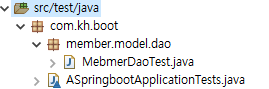 src/test/java
com.kh.boot
member.model.dao
MebmerDaoTest.java
ASpringbootApplicationTests.java